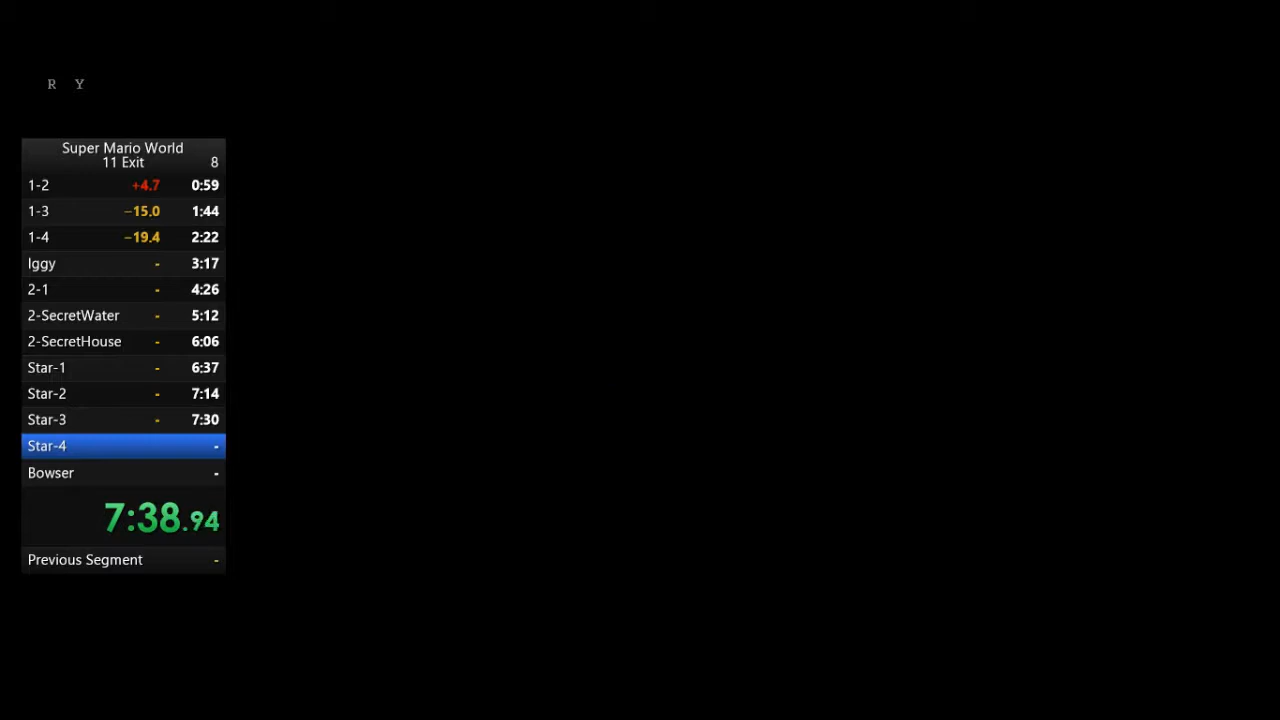 R Y
Super Mario World
11 Exit 8
1-2 +4.7 0:59
1-3 −15.0 1:44
1-4 −19.4 2:22
Iggy - 3:17
2-1 - 4:26
2-SecretWater - 5:12
2-SecretHouse - 6:06
Star-1 - 6:37
Star-2 - 7:14
Star-3 - 7:30
Star-4 -
Bowser -
7:38.94
Previous Segment -